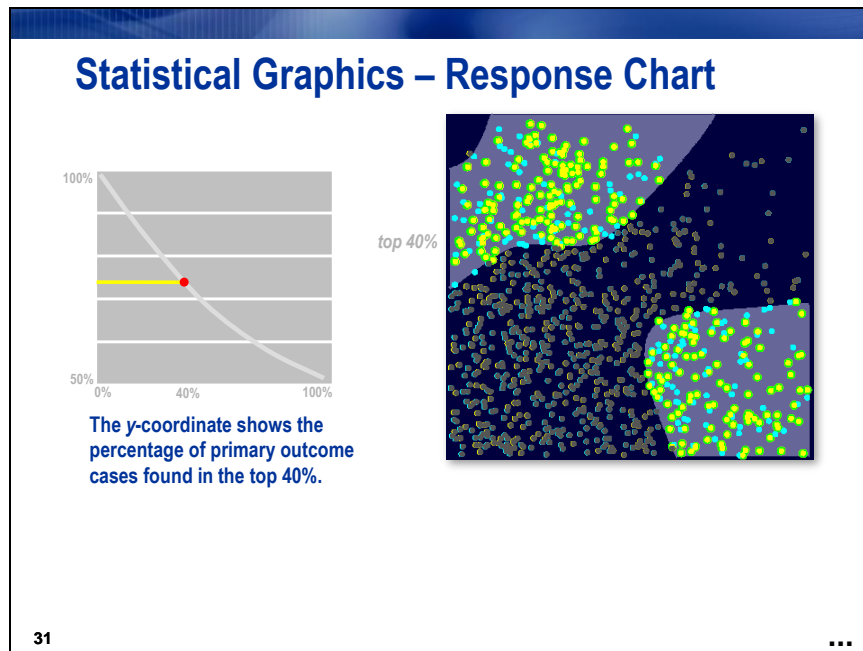 Statistical Graphics – Response Chart
100%
top 40%
50%
0%
40%
100%
The y-coordinate shows the
percentage of primary outcome
cases found in the top 40%.
31
...